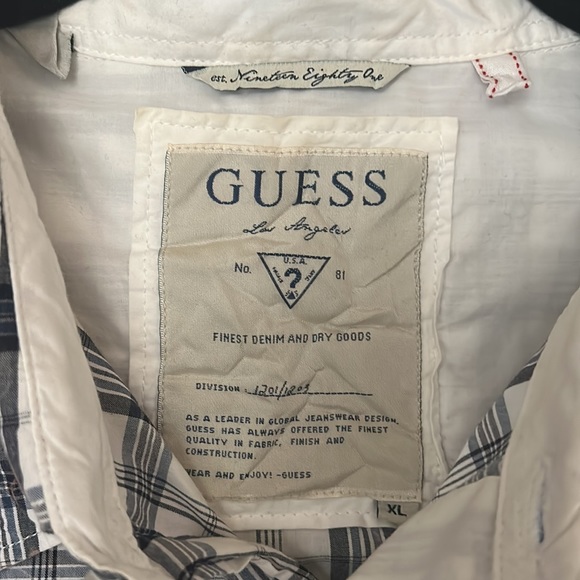 est. Nineteen Eighty One
GUESS
Los Angeles
U.S.A.
No. ? 81
FINEST DENIM AND DRY GOODS
DIVISION: 1201/1203
AS A LEADER IN GLOBAL JEANSWEAR DESIGN,
GUESS HAS ALWAYS OFFERED THE FINEST
QUALITY IN FABRIC, FINISH AND
CONSTRUCTION.
WEAR AND ENJOY! -GUESS
XL